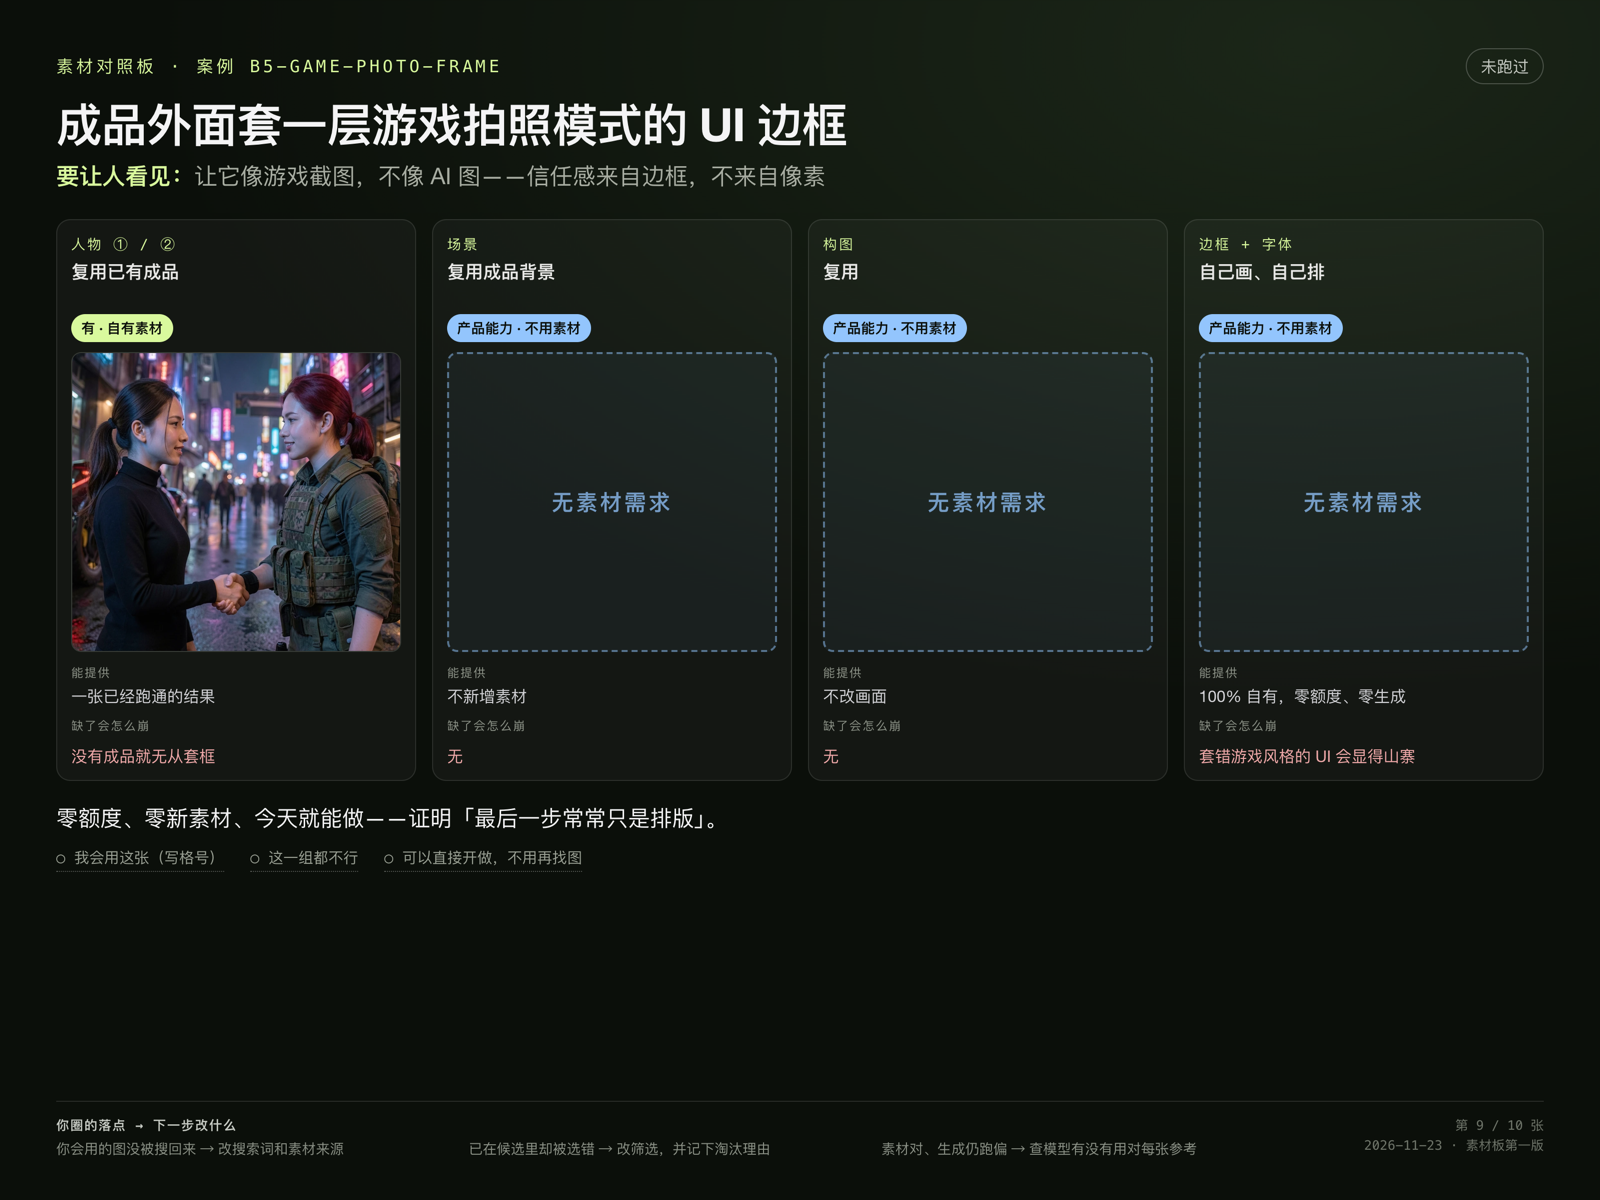 素材对照板 · 案例 B5-GAME-PHOTO-FRAME
未跑过
成品外面套一层游戏拍照模式的 UI 边框
要让人看见：让它像游戏截图，不像 AI 图——信任感来自边框，不来自像素
人物 ① / ②
复用已有成品
有 · 自有素材
能提供
一张已经跑通的结果
缺了会怎么崩
没有成品就无从套框
场景
复用成品背景
产品能力 · 不用素材
无素材需求
能提供
不新增素材
缺了会怎么崩
无
构图
复用
产品能力 · 不用素材
无素材需求
能提供
不改画面
缺了会怎么崩
无
边框 + 字体
自己画、自己排
产品能力 · 不用素材
无素材需求
能提供
100% 自有，零额度、零生成
缺了会怎么崩
套错游戏风格的 UI 会显得山寨
零额度、零新素材、今天就能做——证明「最后一步常常只是排版」。
○ 我会用这张（写格号）
○ 这一组都不行
○ 可以直接开做，不用再找图
你圈的落点 → 下一步改什么
你会用的图没被搜回来 → 改搜索词和素材来源
已在候选里却被选错 → 改筛选，并记下淘汰理由
素材对、生成仍跑偏 → 查模型有没有用对每张参考
第 9 / 10 张
2026-11-23 · 素材板第一版